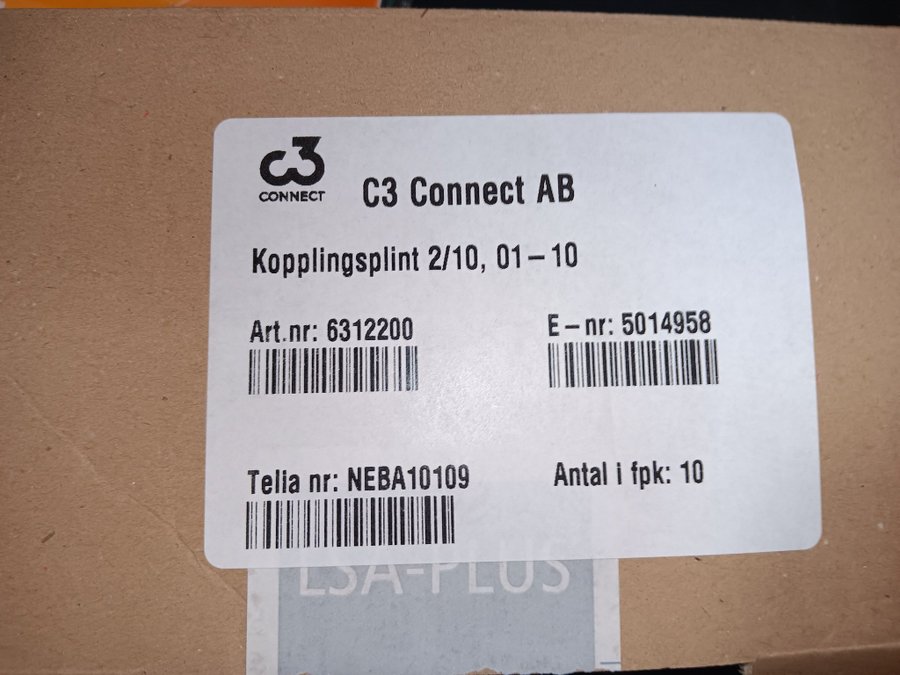 C3
CONNECT
C3 Connect AB
Kopplingsplint 2/10, 01–10
Art.nr: 6312200
E–nr: 5014958
Telia nr: NEBA10109
Antal i fpk: 10
LSA-PLUS